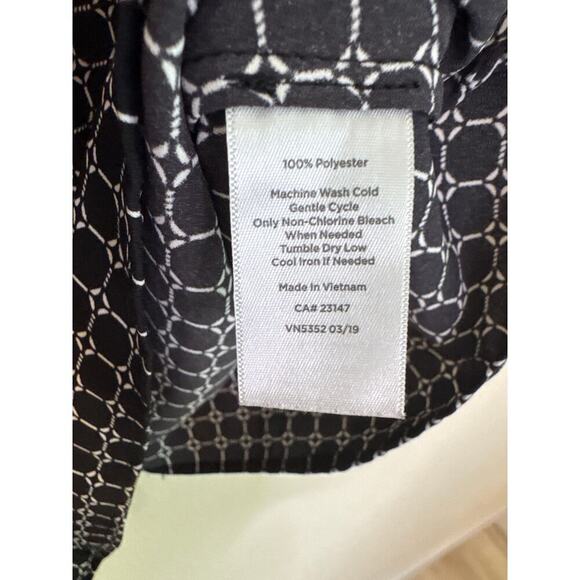 100% Polyester
Machine Wash Cold
Gentle Cycle
Only Non-Chlorine Bleach
When Needed
Tumble Dry Low
Cool Iron If Needed
Made in Vietnam
CA# 23147
VN5352 03/19